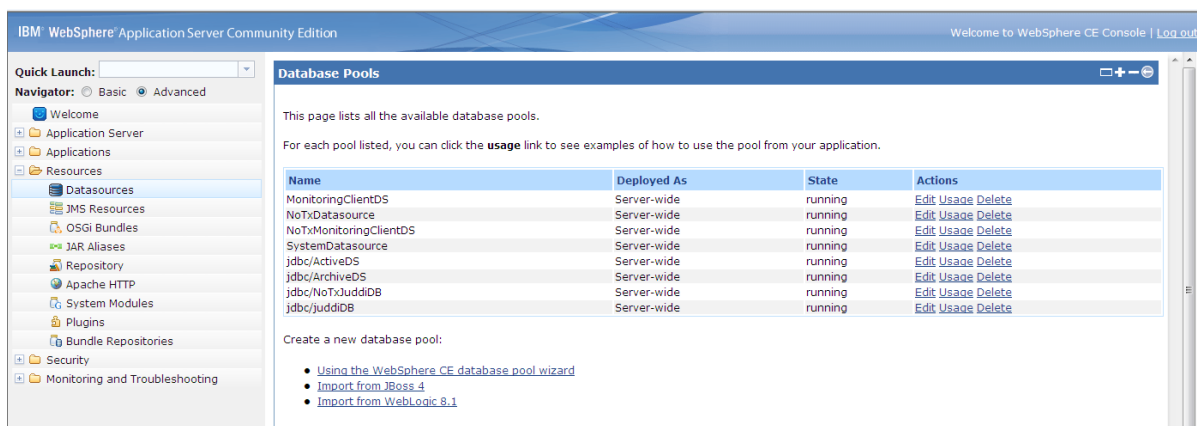 IBM® WebSphere® Application Server Community Edition
Welcome to WebSphere CE Console | Log out
Quick Launch:
Navigator: Basic Advanced
Welcome
Application Server
Applications
Resources
Datasources
JMS Resources
OSGi Bundles
JAR Aliases
Repository
Apache HTTP
System Modules
Plugins
Bundle Repositories
Security
Monitoring and Troubleshooting
Database Pools
This page lists all the available database pools.
For each pool listed, you can click the usage link to see examples of how to use the pool from your application.
Name Deployed As State Actions
MonitoringClientDS Server-wide running Edit Usage Delete
NoTxDatasource Server-wide running Edit Usage Delete
NoTxMonitoringClientDS Server-wide running Edit Usage Delete
SystemDatasource Server-wide running Edit Usage Delete
jdbc/ActiveDS Server-wide running Edit Usage Delete
jdbc/ArchiveDS Server-wide running Edit Usage Delete
jdbc/NoTxJuddiDB Server-wide running Edit Usage Delete
jdbc/juddiDB Server-wide running Edit Usage Delete
Create a new database pool:
Using the WebSphere CE database pool wizard
Import from JBoss 4
Import from WebLogic 8.1